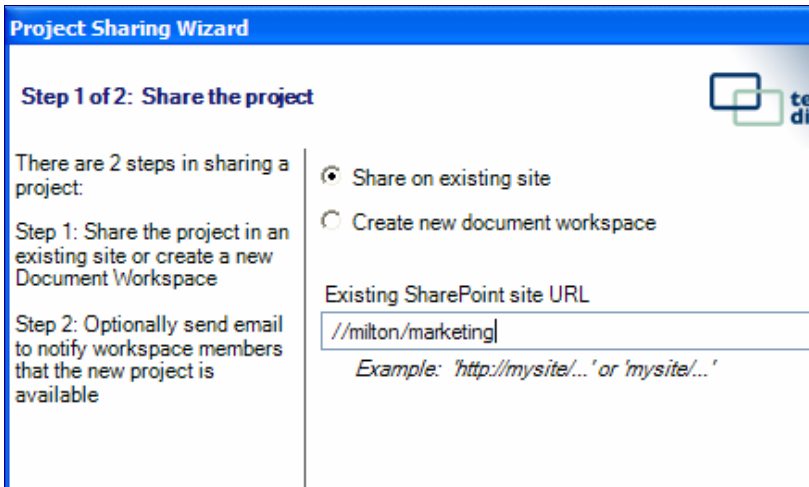 Project Sharing Wizard
Step 1 of 2: Share the project
There are 2 steps in sharing a
project:
Step 1: Share the project in an
existing site or create a new
Document Workspace
Step 2: Optionally send email
to notify workspace members
that the new project is
available
Share on existing site
Create new document workspace
Existing SharePoint site URL
//milton/marketing
Example: 'http://mysite/...' or 'mysite/...'